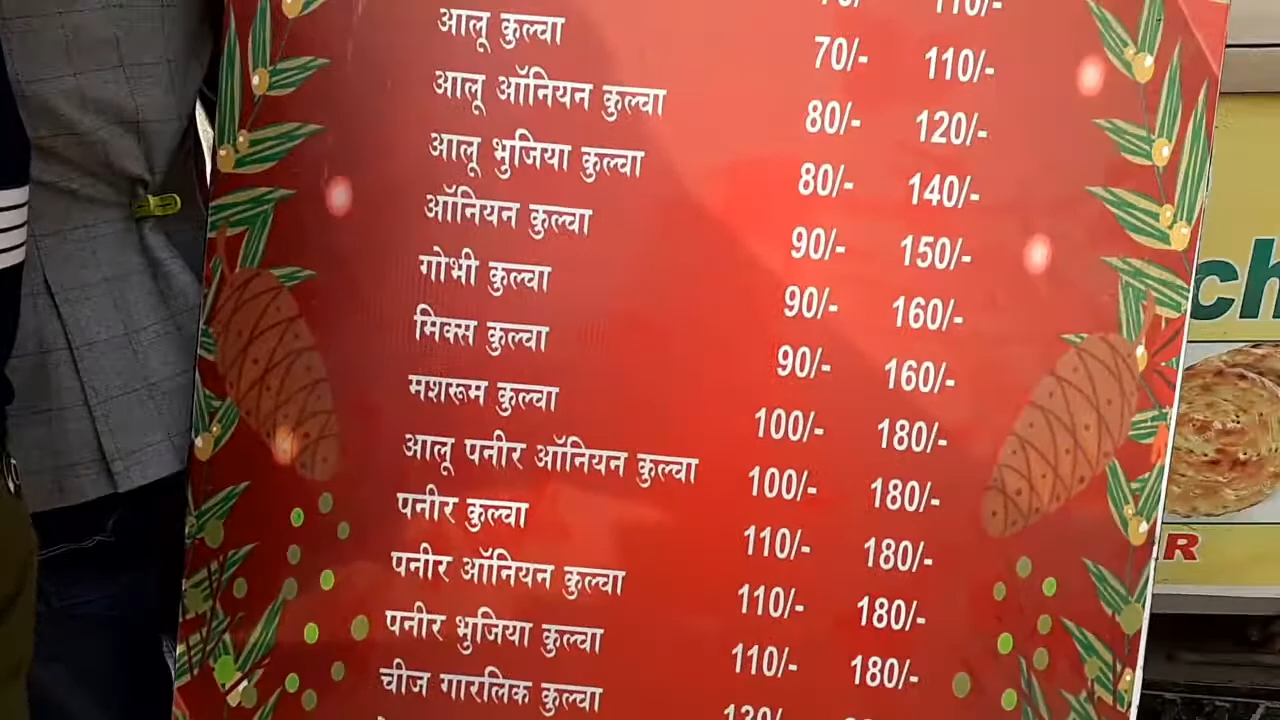 110/-
आलू कुल्चा 70/- 110/-
आलू ऑनियन कुल्चा 80/- 120/-
आलू भुजिया कुल्चा 80/- 140/-
ऑनियन कुल्चा 90/- 150/-
गोभी कुल्चा 90/- 160/-
मिक्स कुल्चा 90/- 160/-
मशरूम कुल्चा 100/- 180/-
आलू पनीर ऑनियन कुल्चा 100/- 180/-
पनीर कुल्चा 110/- 180/-
पनीर ऑनियन कुल्चा 110/- 180/-
पनीर भुजिया कुल्चा 110/- 180/-
चीज गारलिक कुल्चा 130/-